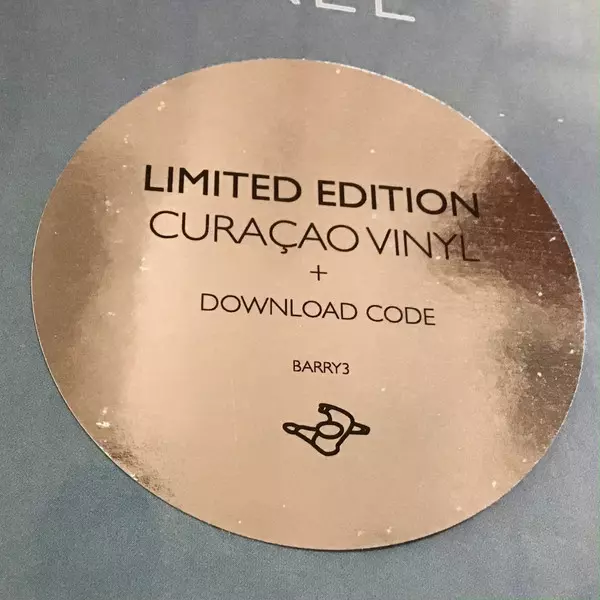 LIMITED EDITION
CURAÇAO VINYL
+
DOWNLOAD CODE
BARRY3